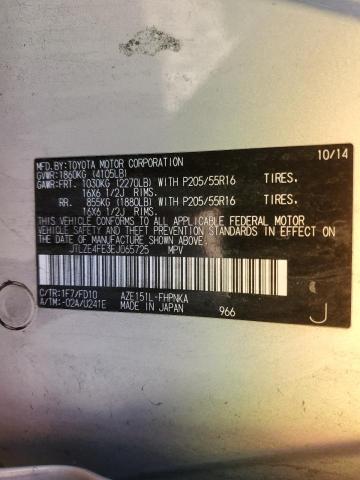 MFD.BY:TOYOTA MOTOR CORPORATION 10/14
GVWR:1860KG (4105LB)
GAWR:FRT. 1030KG (2270LB) WITH P205/55R16 TIRES.
16X6 1/2J RIMS.
RR. 855KG (1880LB) WITH P205/55R16 TIRES.
16X6 1/2J RIMS.
THIS VEHICLE CONFORMS TO ALL APPLICABLE FEDERAL MOTOR
VEHICLE SAFETY AND THEFT PREVENTION STANDARDS IN
EFFECT ON THE DATE OF MANUFACTURE SHOWN ABOVE.
JTLZE4FE3EJ065725 MPV
C/TR:1F7/FD10 AZE151L-FHPNKA
A/TM:-02A/U241E MADE IN JAPAN 966 J